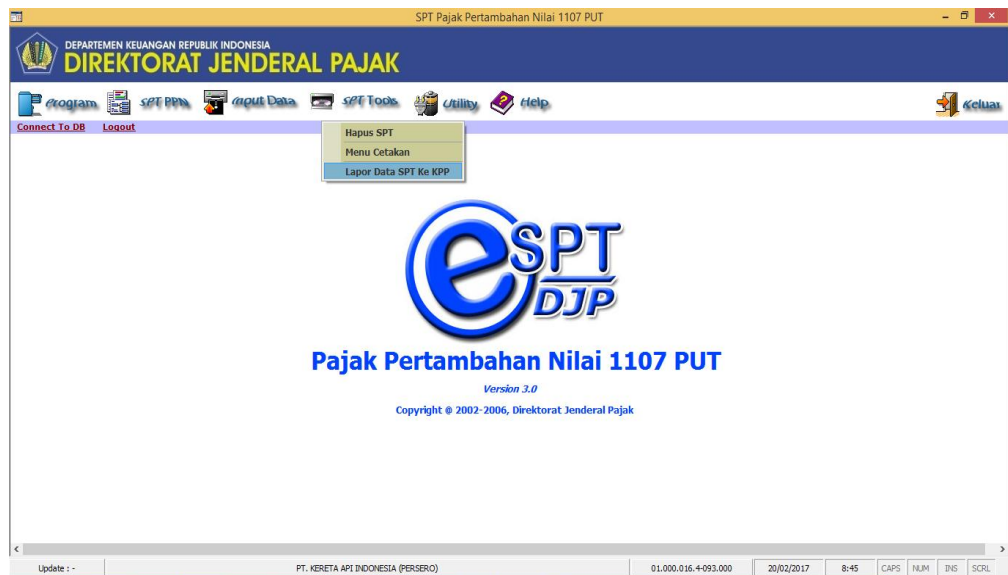 SPT Pajak Pertambahan Nilai 1107 PUT
DEPARTEMEN KEUANGAN REPUBLIK INDONESIA
DIREKTORAT JENDERAL PAJAK
Program SPT PPN Input Data SPT Tools Utility Help Keluar
Connect To DB Logout
Hapus SPT
Menu Cetakan
Lapor Data SPT Ke KPP
eSPT
DJP
Pajak Pertambahan Nilai 1107 PUT
Version 3.0
Copyright @ 2002-2006, Direktorat Jenderal Pajak
Update : - PT. KERETA API INDONESIA (PERSERO) 01.000.016.4-093.000 20/02/2017 8:45 CAPS NUM INS SCRL